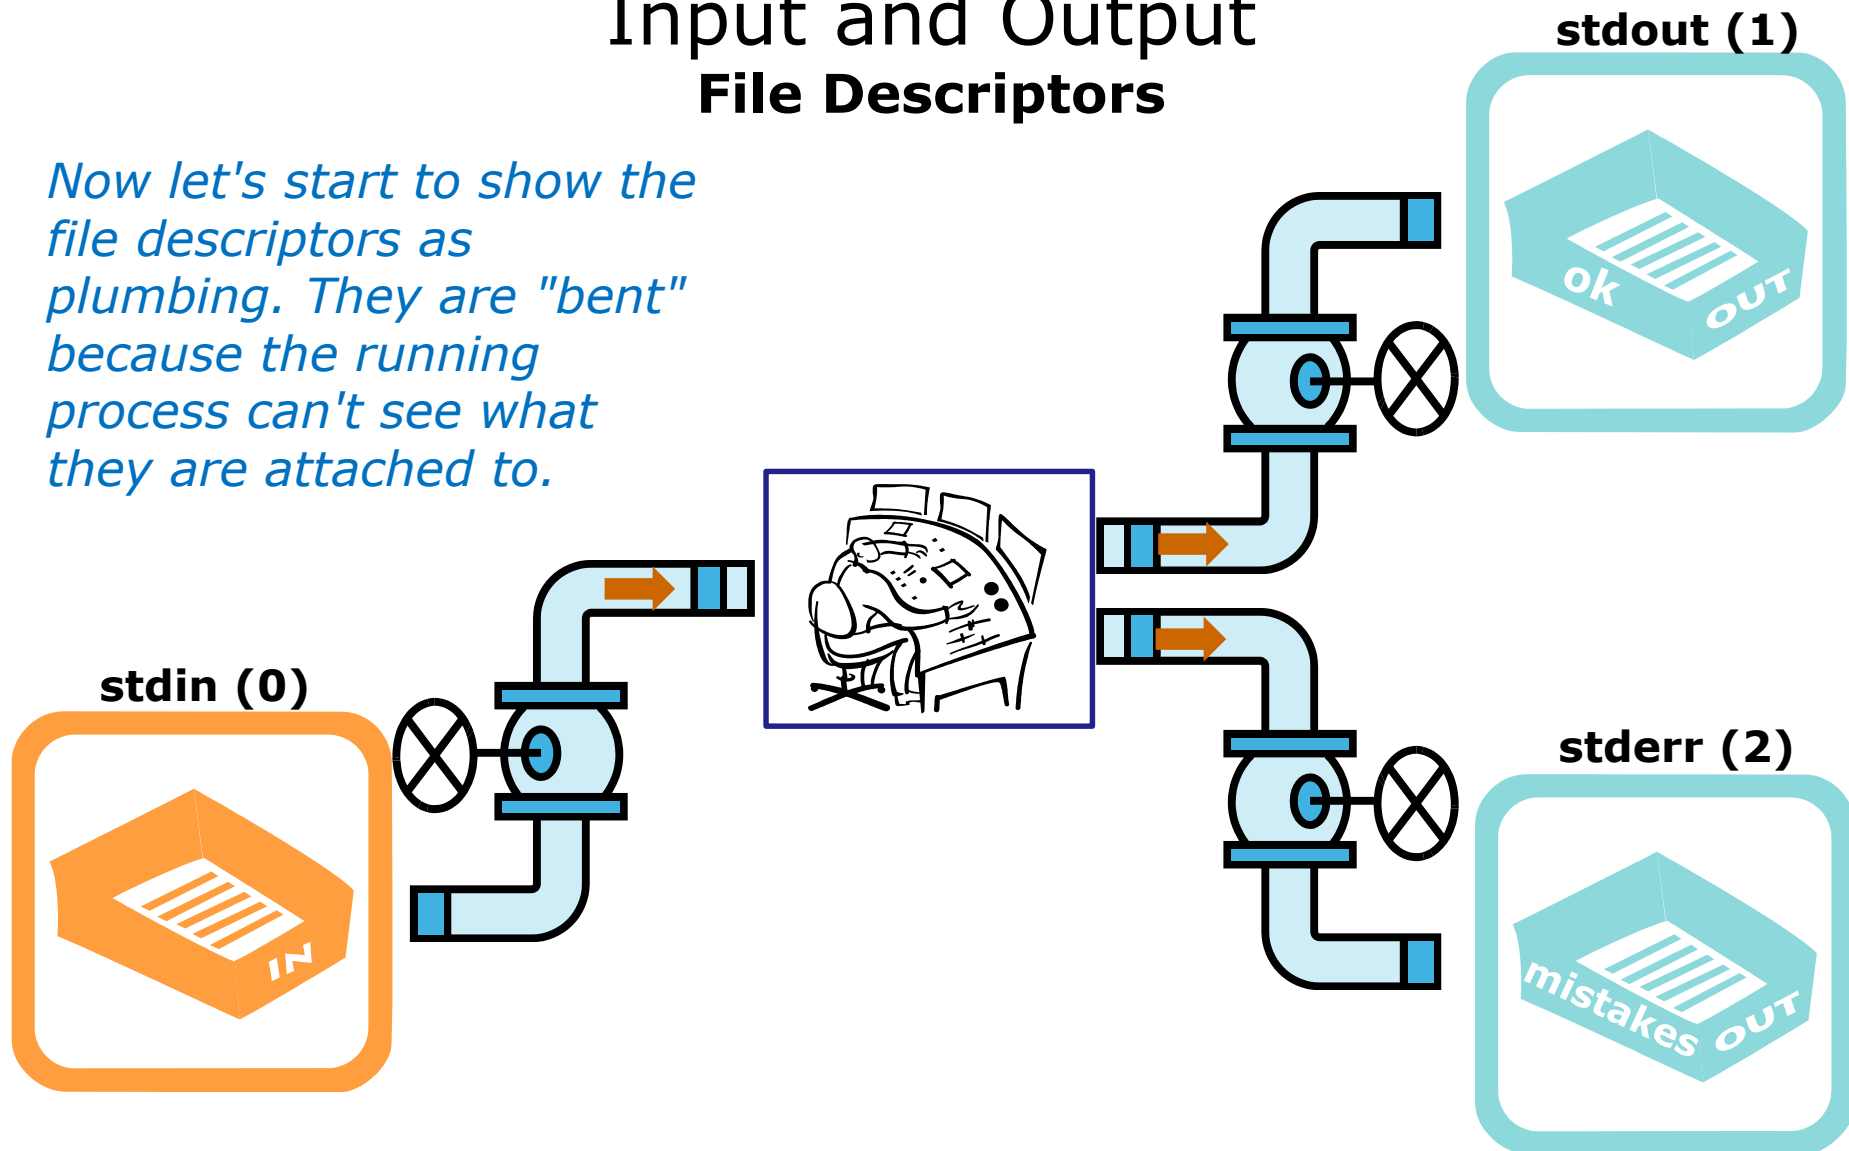 Input and Output
File Descriptors
stdout (1)
Now let's start to show the
file descriptors as
plumbing. They are "bent"
because the running
process can't see what
they are attached to.
ok
OUT
stdin (0)
IN
stderr (2)
mistakes
OUT